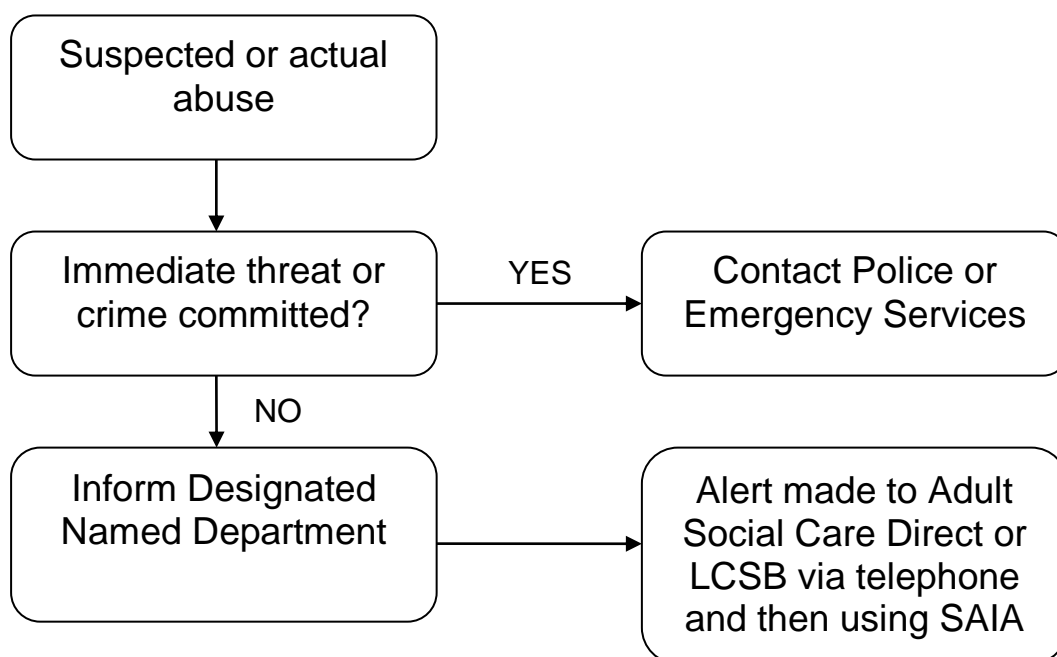 Suspected or actual
abuse
Immediate threat or
crime committed?
YES
Contact Police or
Emergency Services
NO
Inform Designated
Named Department
Alert made to Adult
Social Care Direct or
LCSB via telephone
and then using SAIA